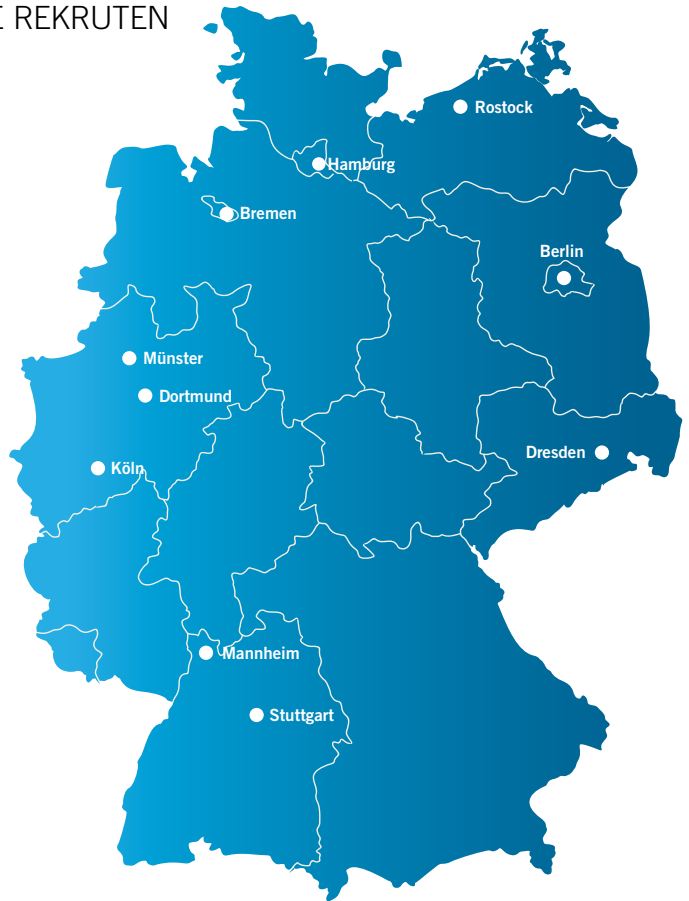 E REKRUTEN
Rostock
Hamburg
Bremen
Berlin
Münster
Dortmund
Dresden
Köln
Mannheim
Stuttgart